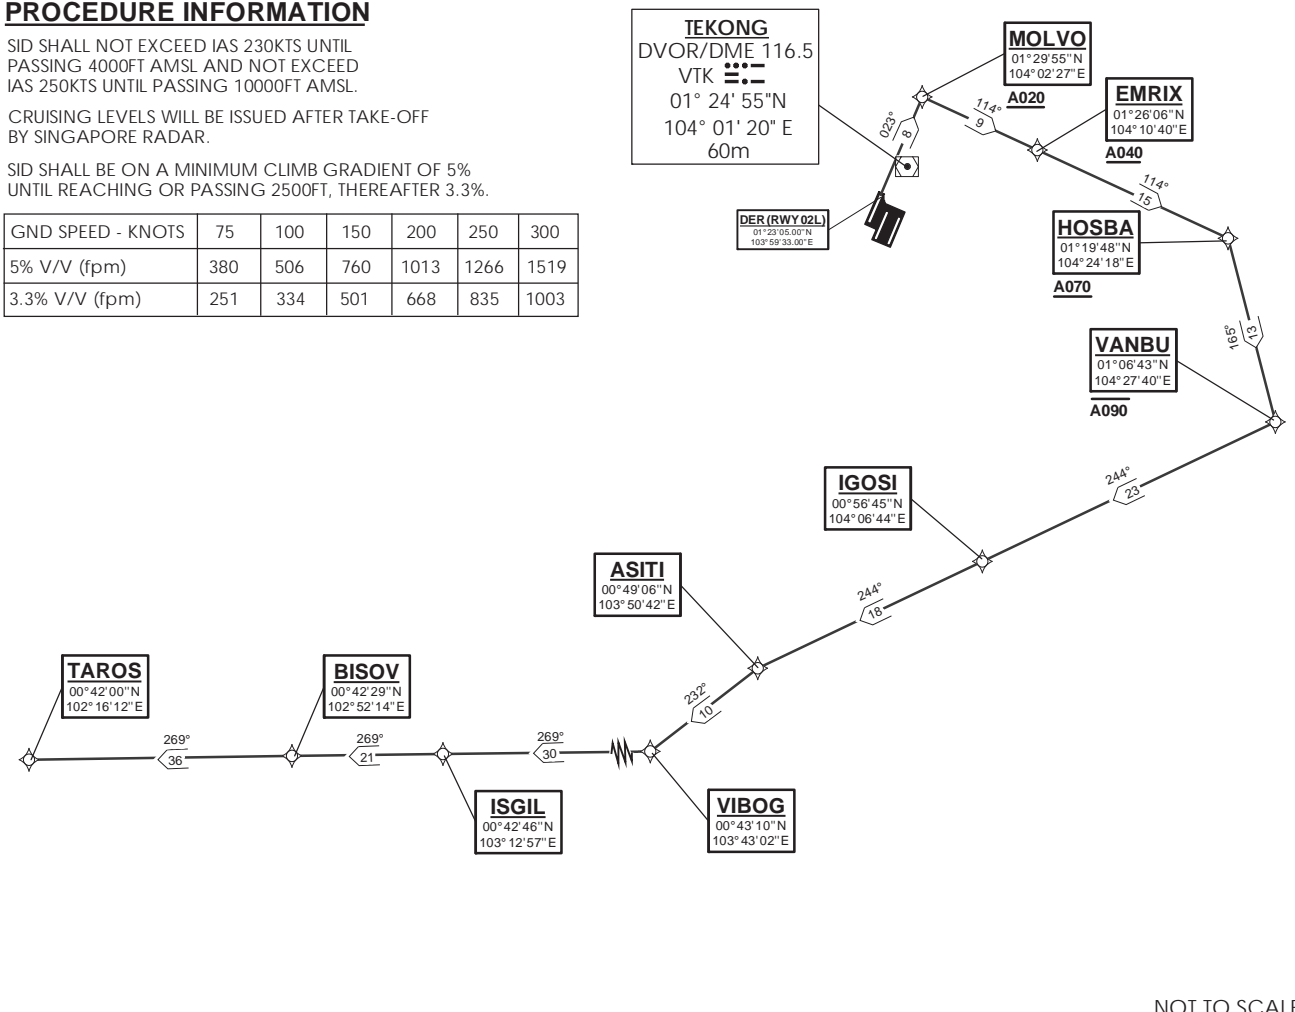 PROCEDURE INFORMATION
SID SHALL NOT EXCEED IAS 230KTS UNTIL
PASSING 4000FT AMSL AND NOT EXCEED
IAS 250KTS UNTIL PASSING 10000FT AMSL.
CRUISING LEVELS WILL BE ISSUED AFTER TAKE-OFF
BY SINGAPORE RADAR.
SID SHALL BE ON A MINIMUM CLIMB GRADIENT OF 5%
UNTIL REACHING OR PASSING 2500FT, THEREAFTER 3.3%.
GND SPEED - KNOTS 75 100 150 200 250 300
5% V/V (fpm) 380 506 760 1013 1266 1519
3.3% V/V (fpm) 251 334 501 668 835 1003
TEKONG
DVOR/DME 116.5
VTK
01° 24' 55"N
104° 01' 20" E
60m
DER (RWY 02L)
01°23'05.00"N
103°59'33.00"E
023°
8
MOLVO
01°29'55"N
104°02'27"E
A020
114°
9
EMRIX
01°26'06"N
104°10'40"E
A040
114°
15
HOSBA
01°19'48"N
104°24'18"E
A070
165°
13
VANBU
01°06'43"N
104°27'40"E
A090
244°
23
IGOSI
00°56'45"N
104°06'44"E
244°
18
ASITI
00°49'06"N
103°50'42"E
232°
10
VIBOG
00°43'10"N
103°43'02"E
269°
30
ISGIL
00°42'46"N
103°12'57"E
269°
21
BISOV
00°42'29"N
102°52'14"E
269°
36
TAROS
00°42'00"N
102°16'12"E
NOT TO SCALE